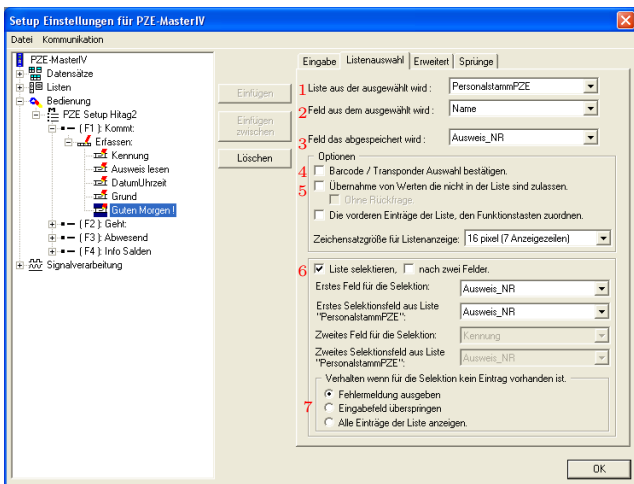 Setup Einstellungen für PZE-MasterIV
Datei Kommunikation
PZE-MasterIV
Datensätze
Listen
Bedienung
PZE Setup Hitag2
( F1 ): Kommt:
Erfassen:
Kennung
Ausweis lesen
DatumUhrzeit
Grund
Guten Morgen !
( F2 ): Geht:
( F3 ): Abwesend
( F4 ): Info Salden
Signalverarbeitung
Einfügen
Einfügen
zwischen
Löschen
Eingabe Listenauswahl Erweitert Sprünge
1 Liste aus der ausgewählt wird : PersonalstammPZE
2 Feld aus dem ausgewählt wird : Name
3 Feld das abgespeichert wird : Ausweis_NR
Optionen
4 Barcode / Transponder Auswahl bestätigen.
5 Übernahme von Werten die nicht in der Liste sind zulassen.
Ohne Rückfrage.
Die vorderen Einträge der Liste, den Funktionstasten zuordnen.
Zeichensatzgröße für Listenanzeige: 16 pixel (7 Anzeigezeilen)
6 Liste selektieren, nach zwei Felder.
Erstes Feld für die Selektion: Ausweis_NR
Erstes Selektionsfeld aus Liste
"PersonalstammPZE": Ausweis_NR
Zweites Feld für die Selektion: Kennung
Zweites Selektionsfeld aus Liste
"PersonalstammPZE": Ausweis_NR
Verhalten wenn für die Selektion kein Eintrag vorhanden ist.
Fehlermeldung ausgeben
7 Eingabefeld überspringen
Alle Einträge der Liste anzeigen.
OK